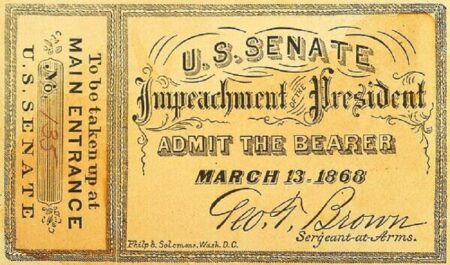 To be taken up at
MAIN ENTRANCE
No. 135
U.S. SENATE
U.S. SENATE
Impeachment OF THE President
ADMIT THE BEARER
MARCH 13-1868
Geo. T. Brown
Sergeant-at-Arms.
Philp & Solomons. Wash. D.C.